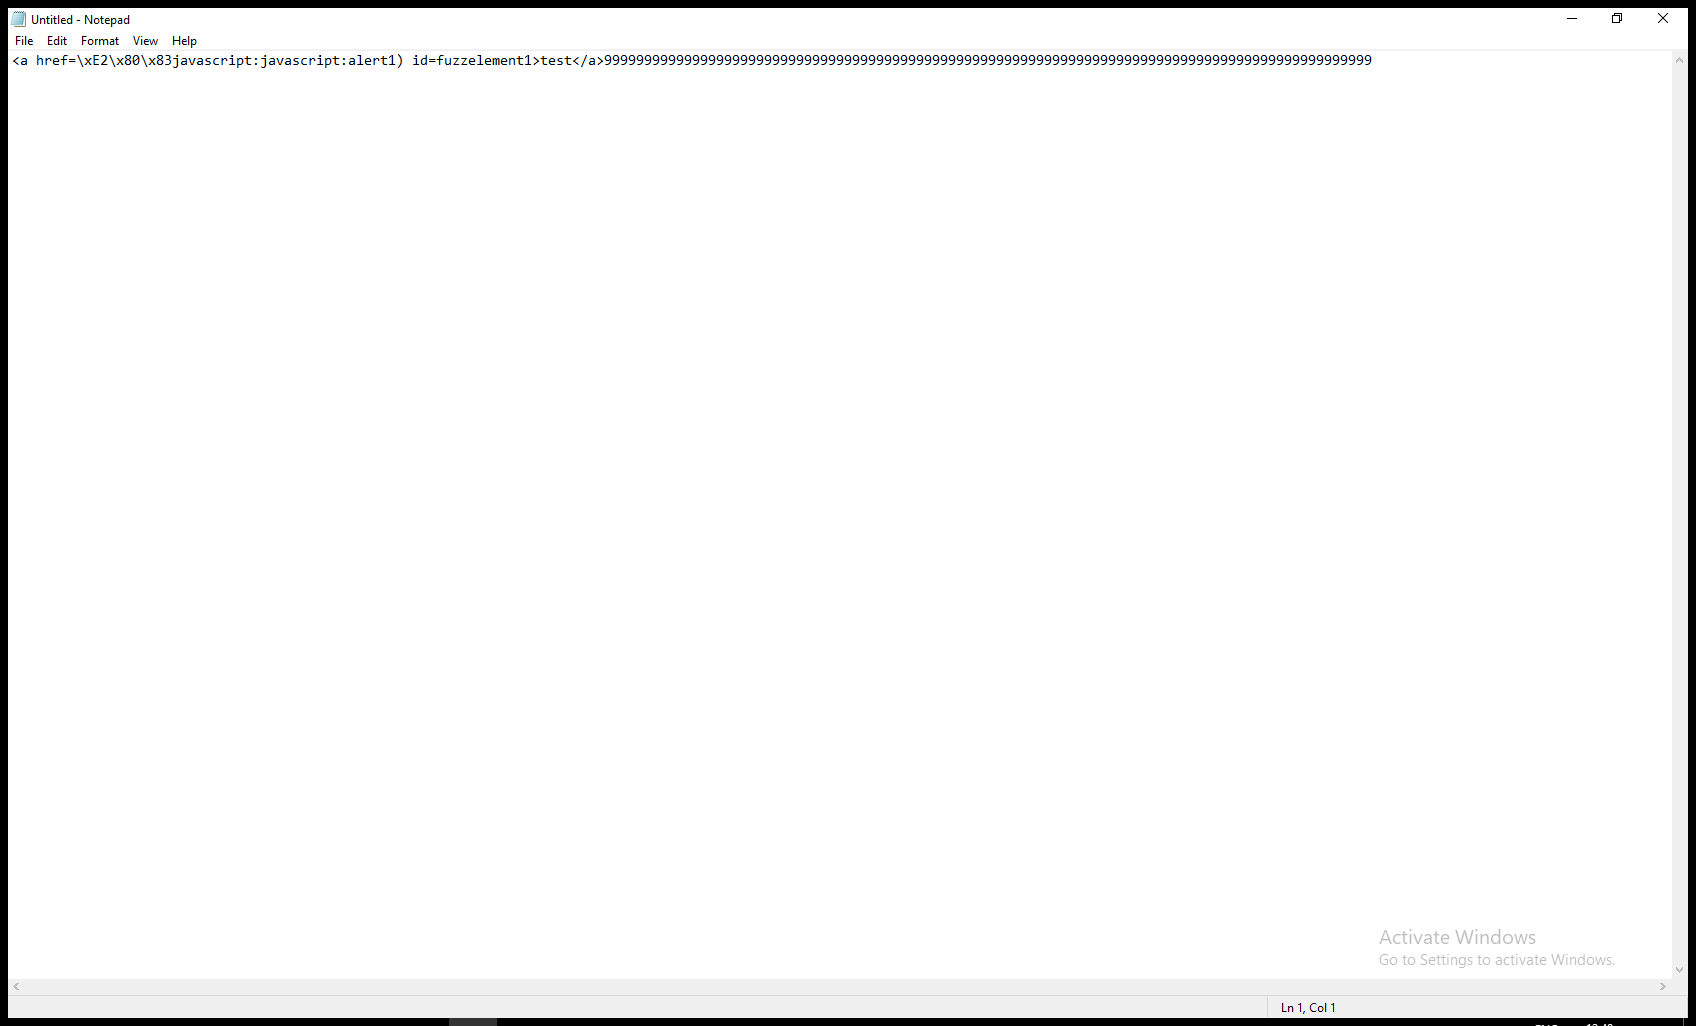 Untitled - Notepad
File Edit Format View Help
<a href=\xE2\x80\x83javascript:javascript:alert1) id=fuzzelement1>test</a>999999999999999999999999999999999999999999999999999999999999999999999999999999999999999999999999
Activate Windows
Go to Settings to activate Windows.
Ln 1, Col 1